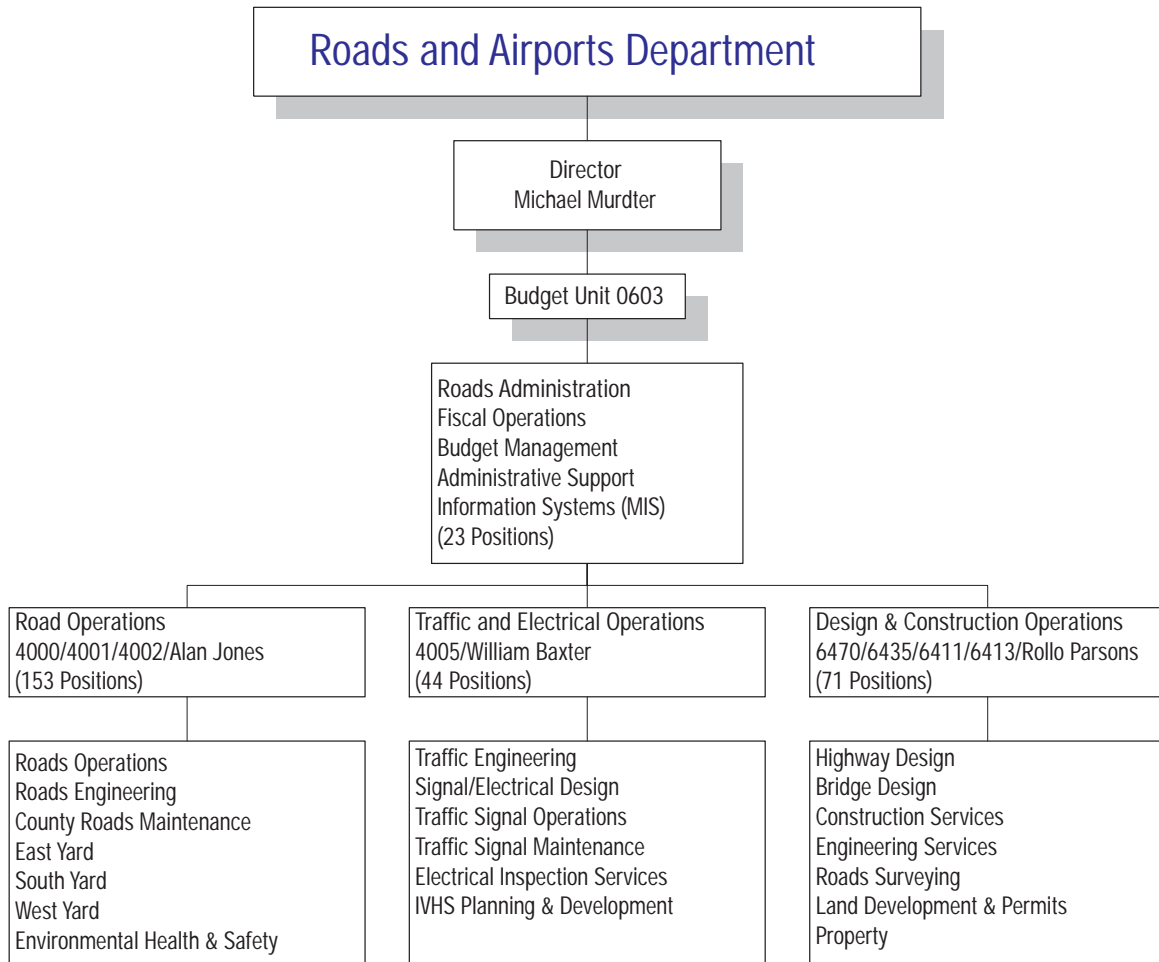 Roads and Airports Department
Director
Michael Murdter
Budget Unit 0603
Roads Administration
Fiscal Operations
Budget Management
Administrative Support
Information Systems (MIS)
(23 Positions)
Road Operations
4000/4001/4002/Alan Jones
(153 Positions)
Traffic and Electrical Operations
4005/William Baxter
(44 Positions)
Design & Construction Operations
6470/6435/6411/6413/Rollo Parsons
(71 Positions)
Roads Operations
Roads Engineering
County Roads Maintenance
East Yard
South Yard
West Yard
Environmental Health & Safety
Traffic Engineering
Signal/Electrical Design
Traffic Signal Operations
Traffic Signal Maintenance
Electrical Inspection Services
IVHS Planning & Development
Highway Design
Bridge Design
Construction Services
Engineering Services
Roads Surveying
Land Development & Permits
Property